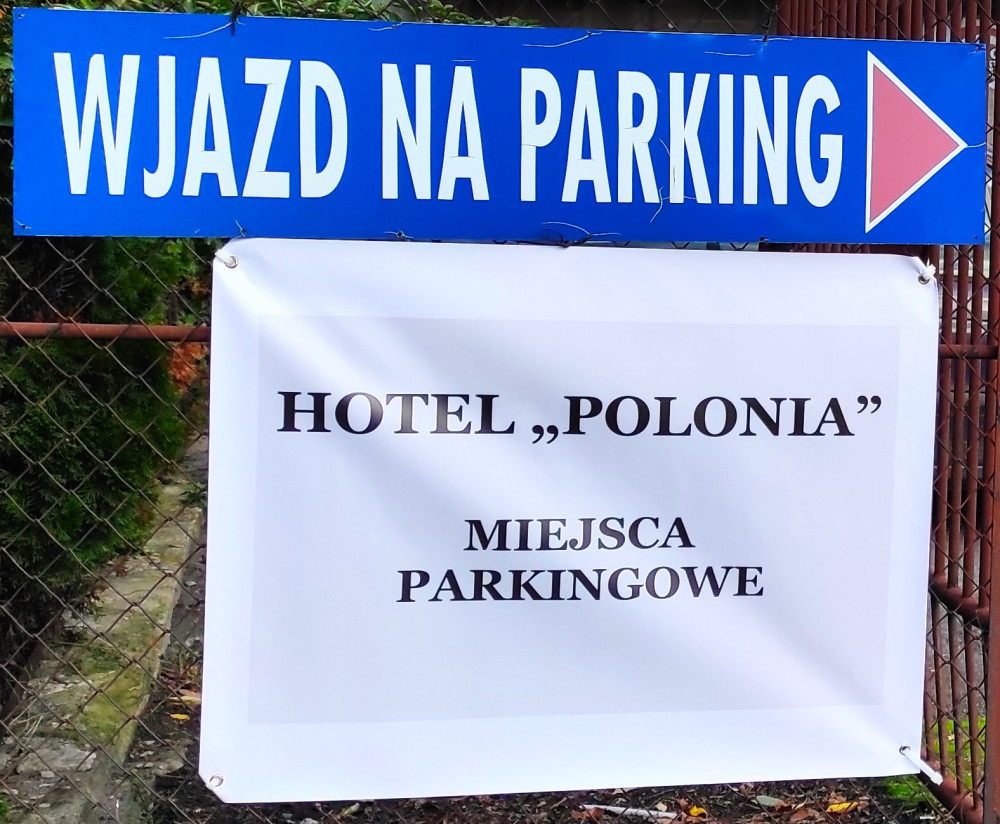 WJAZD NA PARKING
HOTEL „POLONIA”
MIEJSCA
PARKINGOWE